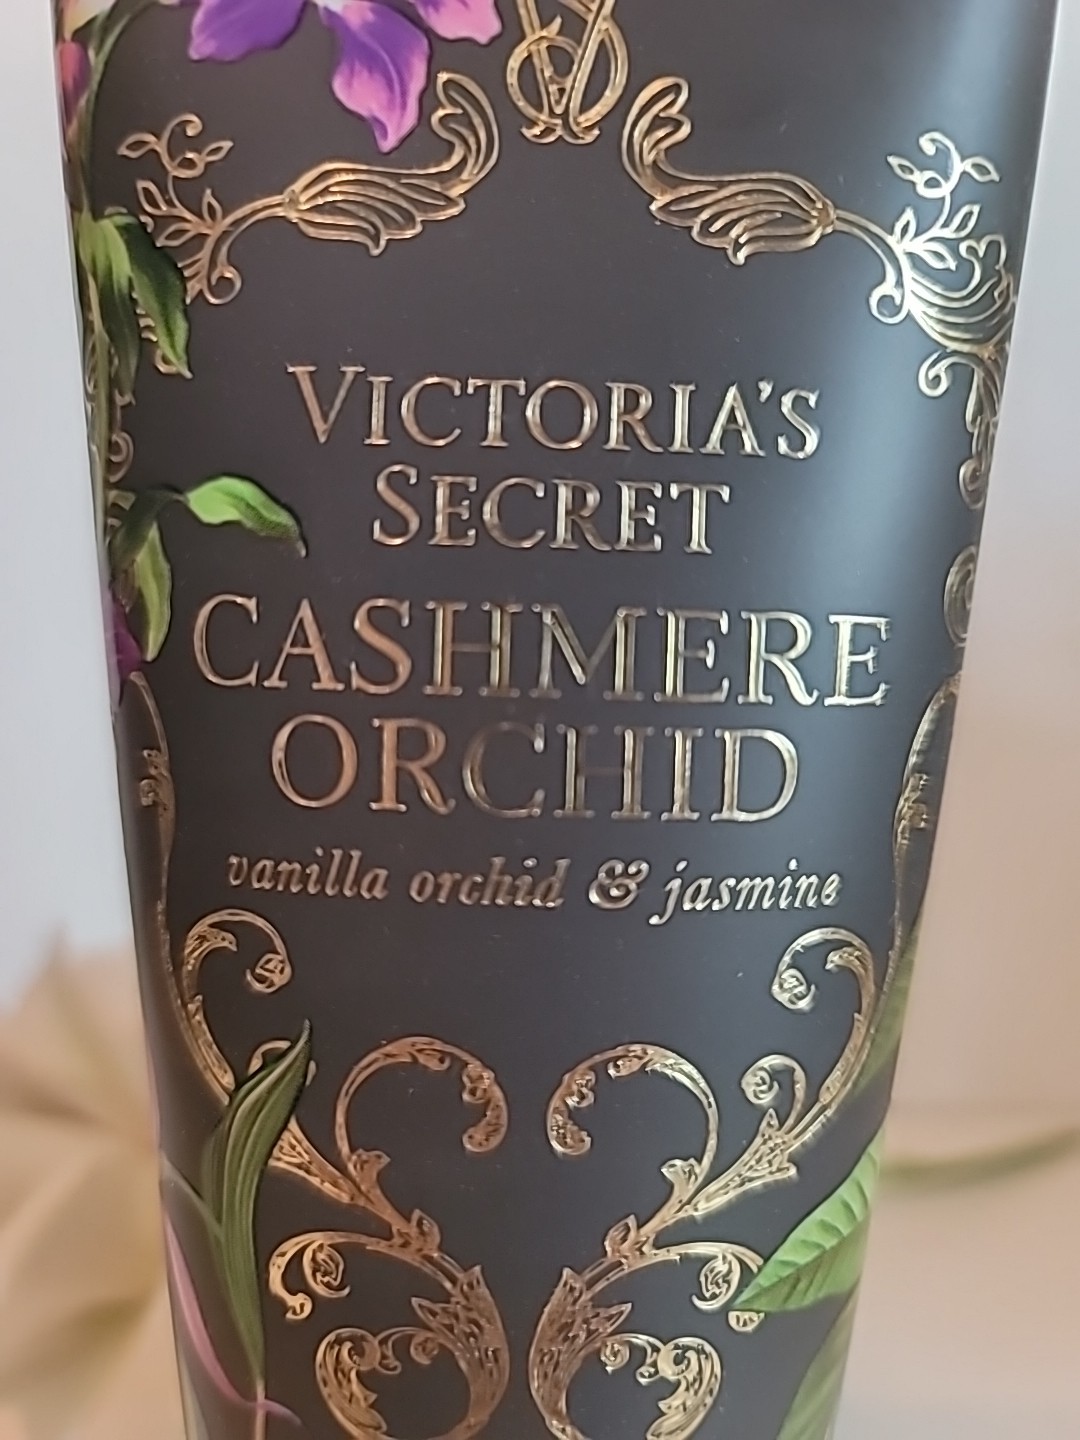 VICTORIA'S
SECRET
CASHMERE
ORCHID
vanilla orchid & jasmine